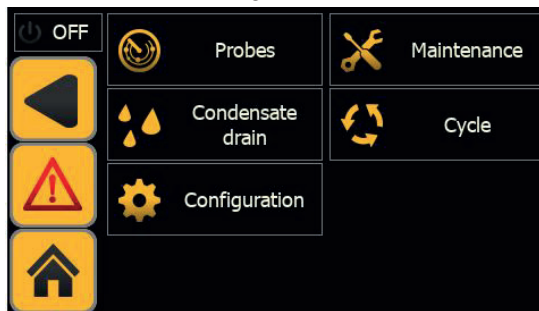 OFF
Probes
Maintenance
Condensate
drain
Cycle
Configuration